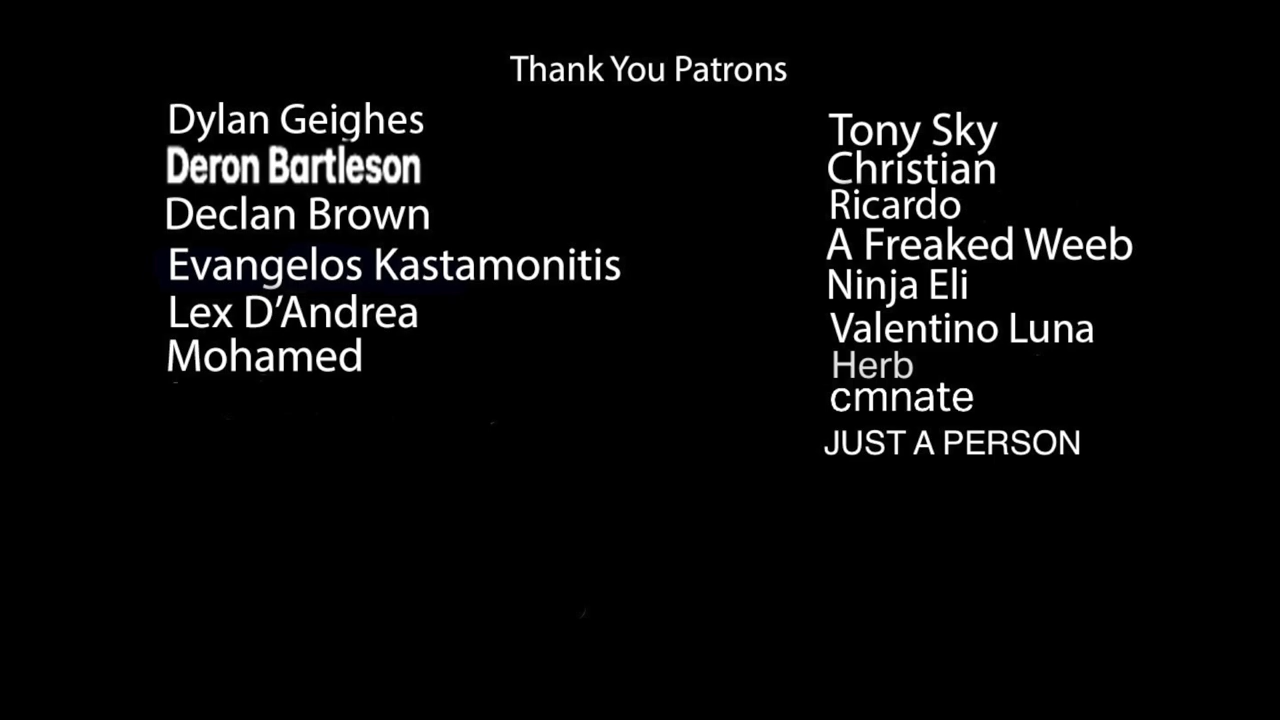 Thank You Patrons
Dylan Geighes
Deron Bartleson
Declan Brown
Evangelos Kastamonitis
Lex D’Andrea
Mohamed
Tony Sky
Christian
Ricardo
A Freaked Weeb
Ninja Eli
Valentino Luna
Herb
cmnate
JUST A PERSON